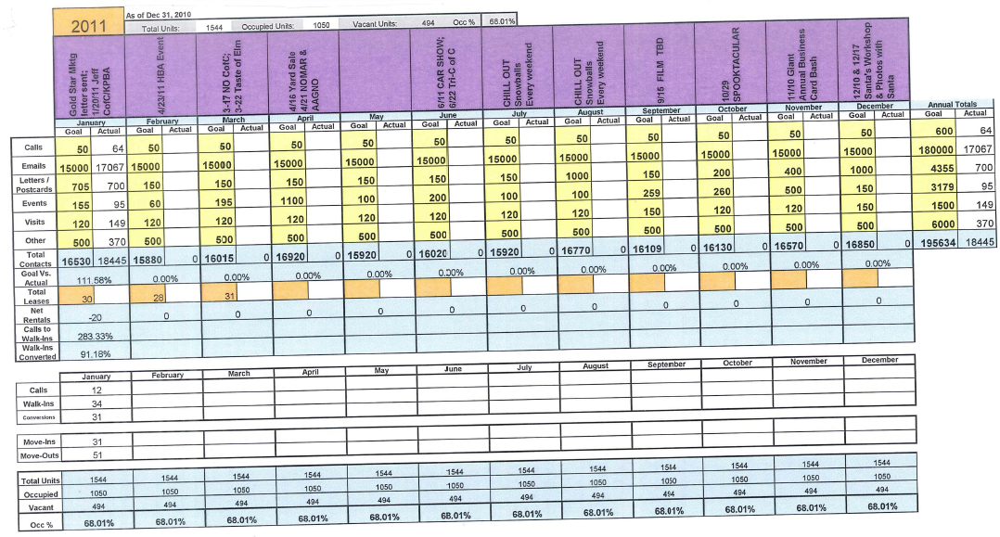 2011
As of Dec 31, 2010
Total Units: 1544 Occupied Units: 1050 Vacant Units: 494 Occ % 68.01%
Gold Star Mktg
letter sent;
1/20/11 Jeff
CofC/KPBA
4/23/11 HBA Event
3-17 NO CofC;
3-22 Taste of Elm
4/16 Yard Sale
4/21 NOMAR &
AAGNO
6/11 CAR SHOW;
6/22 Tri-C of C
CHILL OUT
Snowballs
Every weekend
CHILL OUT
Snowballs
Every weekend
9/15 FILM TBD
10/29
SPOOKTACULAR
11/10 Giant
Annual Business
Card Bash
12/10 & 12/17
Santa's Workshop
& Photos with
Santa
January February March April May June July August September October November December Annual Totals
Goal Actual Goal Actual Goal Actual Goal Actual Goal Actual Goal Actual Goal Actual Goal Actual Goal Actual Goal Actual Goal Actual Goal Actual Goal Actual
Calls 50 64 50 50 50 50 50 50 50 50 50 50 50 600 64
Emails 15000 17067 15000 15000 15000 15000 15000 15000 15000 15000 15000 15000 15000 180000 17067
Letters /
Postcards 705 700 150 150 150 150 150 150 1000 150 200 400 1000 4355 700
Events 155 95 60 195 1100 100 200 100 100 259 260 500 150 3179 95
Visits 120 149 120 120 120 120 120 120 120 150 120 120 120 1500 149
Other 500 370 500 500 500 500 500 500 500 500 500 500 500 6000 370
Total
Contacts 16530 18445 15880 0 16015 0 16920 0 15920 0 16020 0 15920 0 16770 0 16109 0 16130 0 16570 0 16850 0 195634 18445
Goal Vs.
Actual 111.58% 0.00% 0.00% 0.00% 0.00% 0.00% 0.00% 0.00% 0.00% 0.00% 0.00% 0.00%
Total
Leases 30 28 31
Net
Rentals -20 0 0 0 0 0 0 0 0 0 0 0
Calls to
Walk-Ins 283.33%
Walk-Ins
Converted 91.18%
January February March April May June July August September October November December
Calls 12
Walk-Ins 34
Conversions 31
Move-Ins 31
Move-Outs 51
Total Units 1544 1544 1544 1544 1544 1544 1544 1544 1544 1544 1544 1544
Occupied 1050 1050 1050 1050 1050 1050 1050 1050 1050 1050 1050 1050
Vacant 494 494 494 494 494 494 494 494 494 494 494 494
Occ % 68.01% 68.01% 68.01% 68.01% 68.01% 68.01% 68.01% 68.01% 68.01% 68.01% 68.01% 68.01%